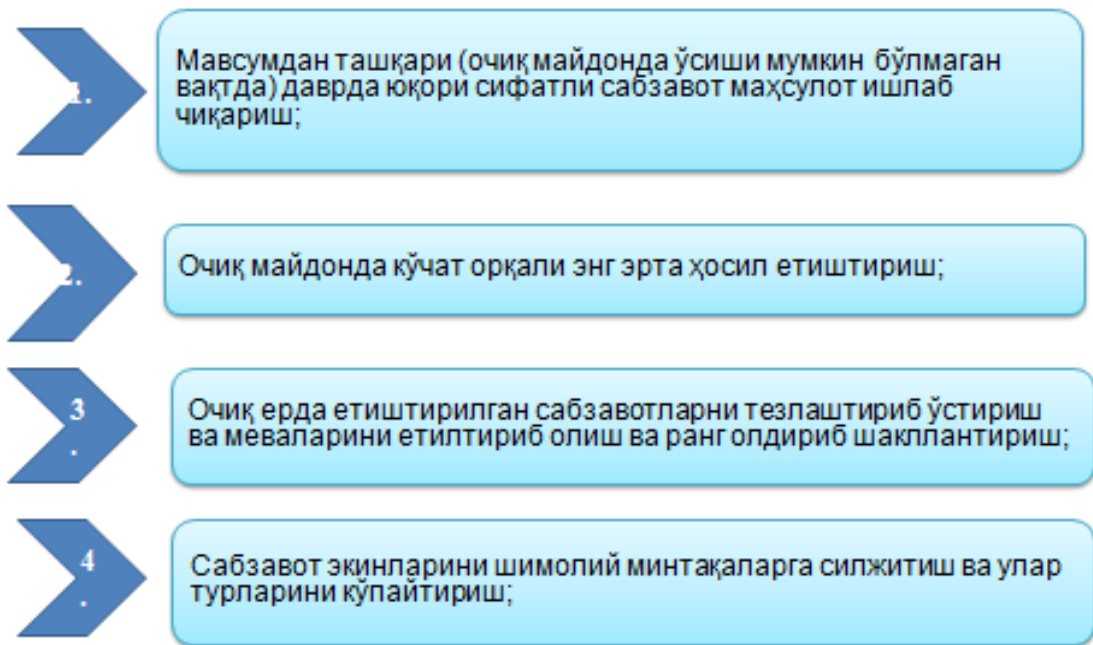 1.
Мавсумдан ташқари (очиқ майдонда ўсиши мумкин бўлмаган
вақтда) даврда юқори сифатли сабзавот маҳсулот ишлаб
чиқариш;
2.
Очиқ майдонда кўчат орқали энг эрта ҳосил етиштириш;
3
.
Очиқ ерда етиштирилган сабзавотларни тезлаштириб ўстириш
ва меваларини етилтириб олиш ва ранг олдириб шакллантириш;
4
.
Сабзавот экинларини шимолий минтақаларга силжитиш ва улар
турларини кўпайтириш;